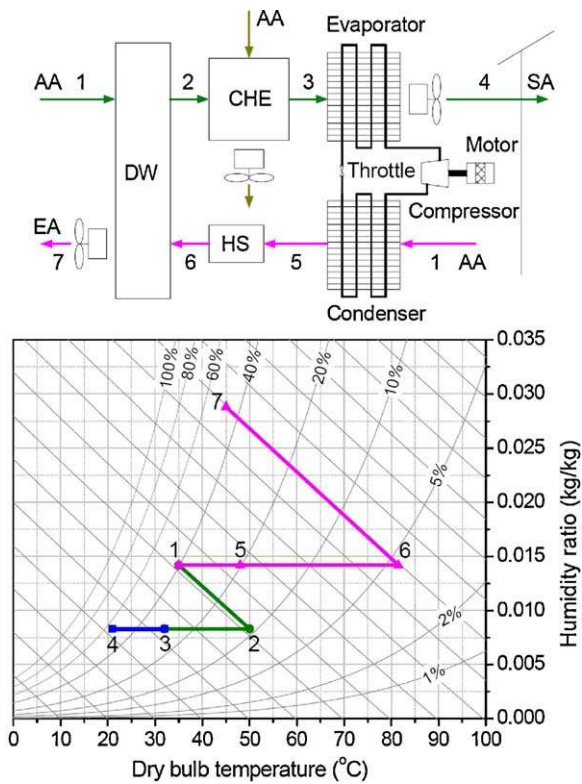 AA
Evaporator
AA 1
2
CHE
3
4 SA
DW
Throttle
Motor
Compressor
EA
7
6
HS
5
1
AA
Condenser
0.035
100%
80%
60%
40%
20%
10%
7
0.030
0.025
5%
0.020
1
5
6
0.015
0.010
4
3
2
2%
0.005
1%
0.000
Humidity ratio (kg/kg)
0 10 20 30 40 50 60 70 80 90 100
Dry bulb temperature (°C)